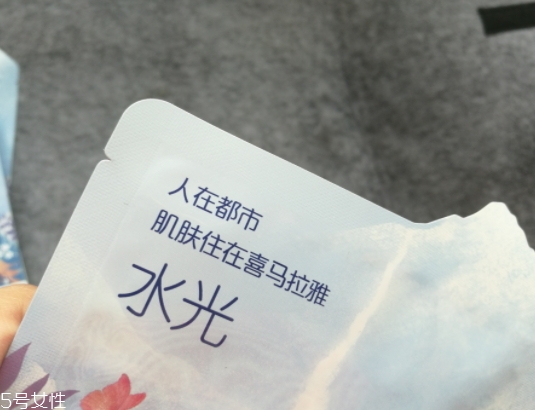 人在都市
肌肤住在喜马拉雅
水光
5号女性